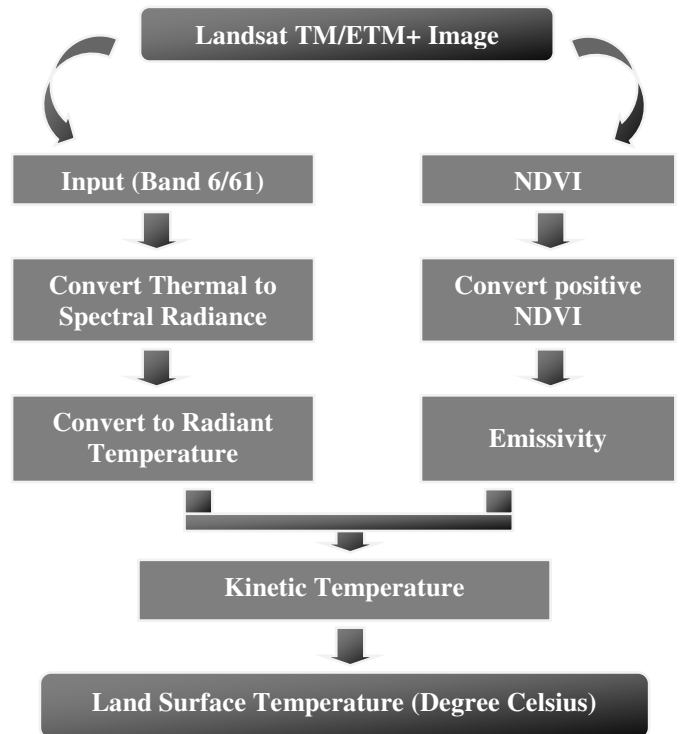 Landsat TM/ETM+ Image
Input (Band 6/61)
NDVI
Convert Thermal to
Spectral Radiance
Convert positive
NDVI
Convert to Radiant
Temperature
Emissivity
Kinetic Temperature
Land Surface Temperature (Degree Celsius)